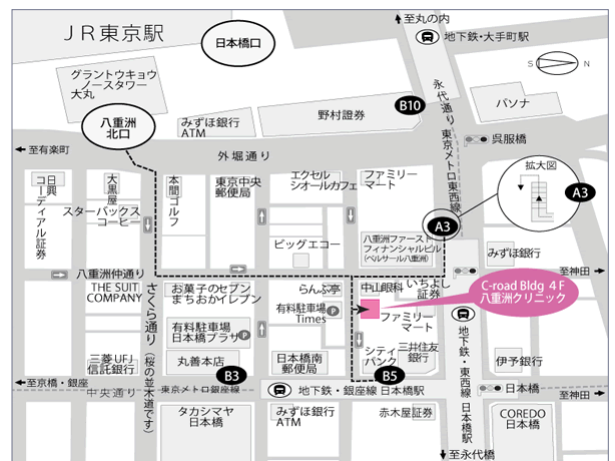 JR東京駅
日本橋口
至丸の内
地下鉄・大手町駅
S
N
グラントウキョウ
ノースタワー
大丸
八重洲
北口
みずほ銀行
ATM
野村證券
B10
永代通り
東京メトロ東西線
パソナ
呉服橋
至有楽町
外堀通り
拡大図
A3
日興
コーディアル証券
大黒屋
スターバックス
コーヒー
本間
ゴルフ
東京中央
郵便局
エクセル
シオールカフェ
ファミリー
マート
A3
ビッグエコー
八重洲ファースト
フィナンシャルビル
(ベルサール八重洲)
みずほ銀行
至神田
八重洲仲通り
THE SUIT
COMPANY
さくら通り
(桜の並木道です)
お菓子のセブン
まちおかイレブン
らんぷ亭
中山眼科
いちよし
証券
C-road Bldg 4F
八重洲クリニック
有料駐車場
日本橋プラザ
P
有料駐車場
Times
P
ファミリー
マート
三菱UFJ
信託銀行
丸善本店
B3
日本橋南
郵便局
シティ
バンク
三井住友
銀行
B5
地下鉄・東西線 日本橋駅
伊予銀行
至京橋・銀座
中央通り
東京メトロ銀座線
地下鉄・銀座線 日本橋駅
日本橋
至神田
タカシマヤ
日本橋
みずほ銀行
ATM
赤木屋証券
COREDO
日本橋
至永代橋